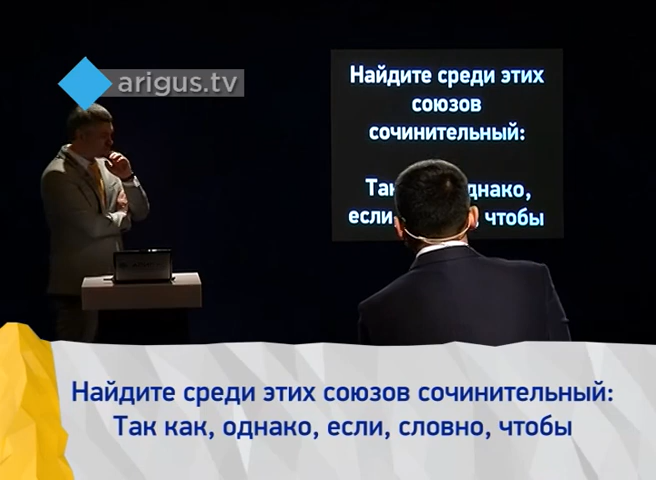 arigus.tv
Найдите среди этих
союзов
сочинительный:
днако,
если, чтобы
Найдите среди этих союзов сочинительный:
Так как, однако, если, словно, чтобы